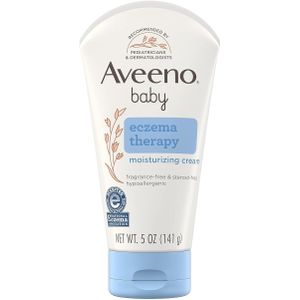 RECOMMENDED BY
PEDIATRICIANS &
DERMATOLOGISTS
Aveeno
baby
eczema
therapy
moisturizing cream
fragrance-free & steroid-free
hypoallergenic
e
Eczema
NET WT. 5 OZ (141 g)